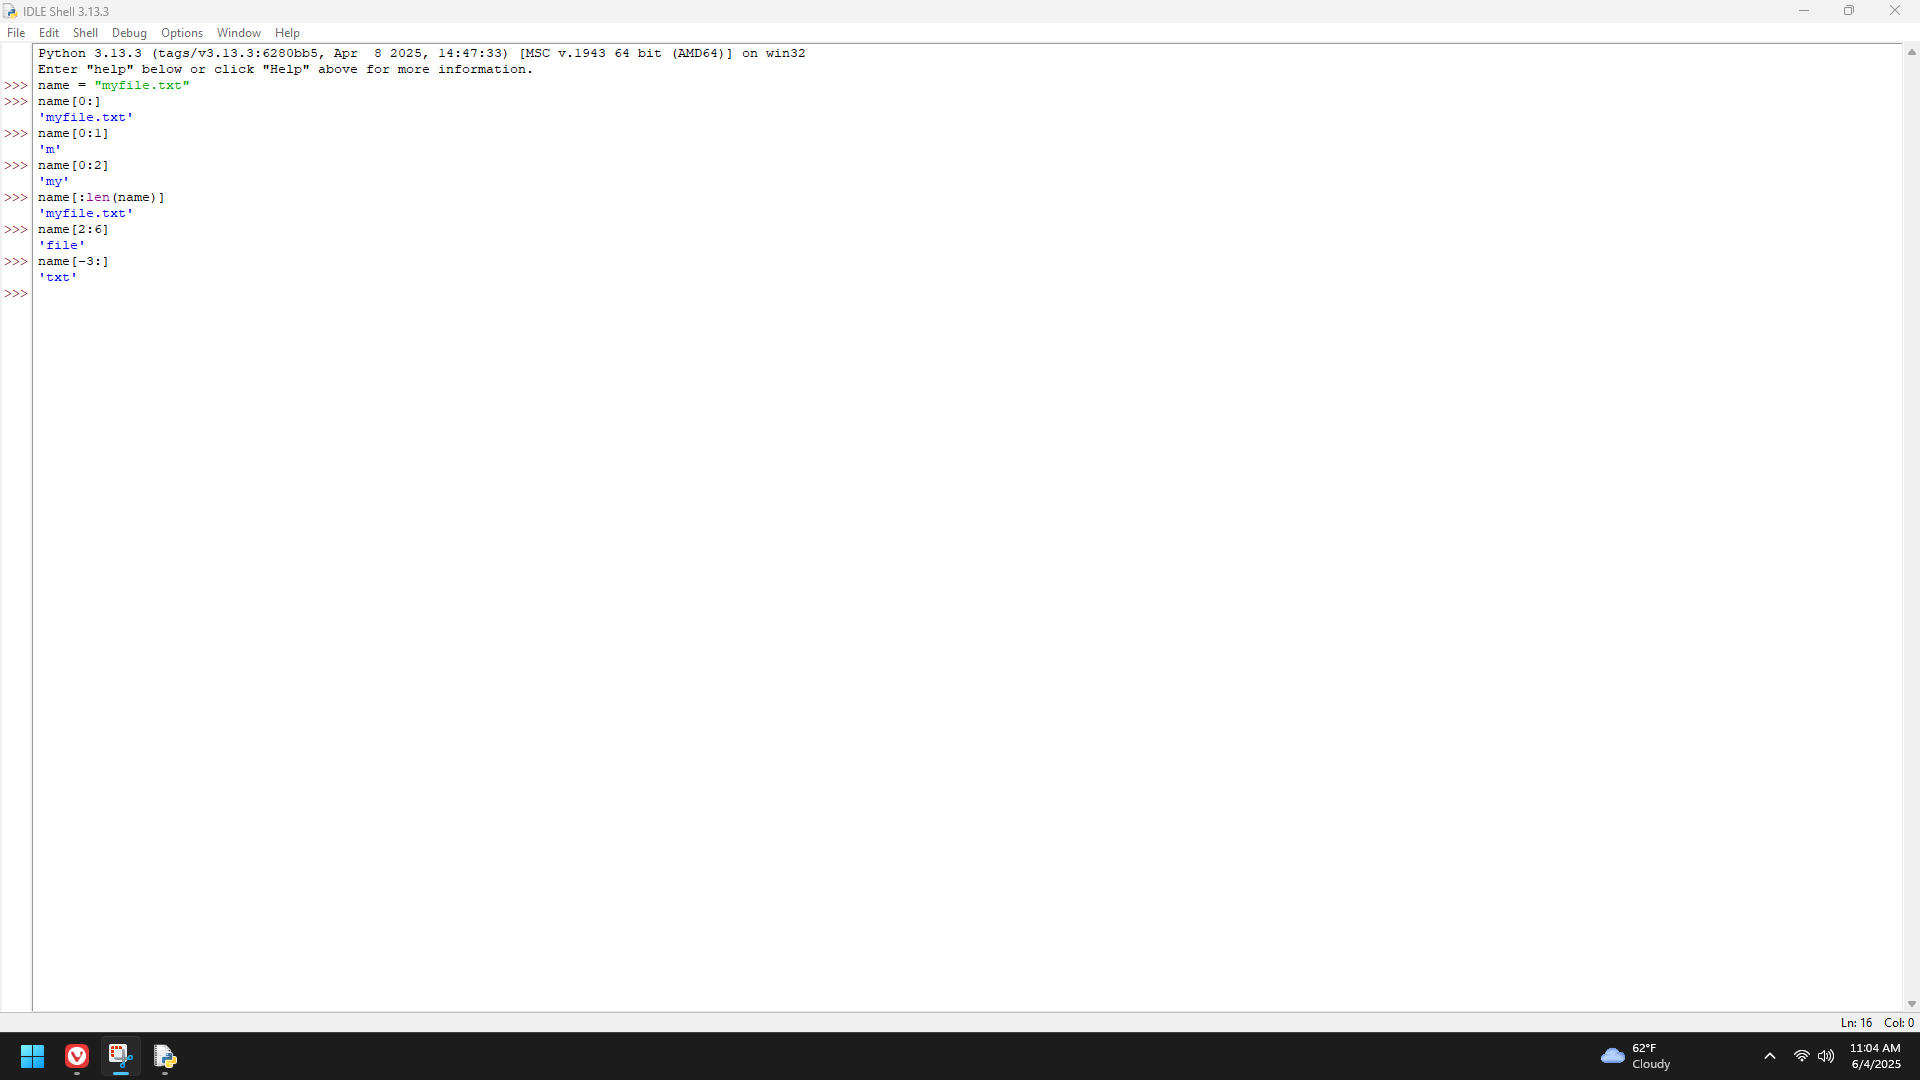 IDLE Shell 3.13.3
File Edit Shell Debug Options Window Help
Python 3.13.3 (tags/v3.13.3:6280bb5, Apr  8 2025, 14:47:33) [MSC v.1943 64 bit (AMD64)] on win32
Enter "help" below or click "Help" above for more information.
>>> name = "myfile.txt"
>>> name[0:]
'myfile.txt'
>>> name[0:1]
'm'
>>> name[0:2]
'my'
>>> name[:len(name)]
'myfile.txt'
>>> name[2:6]
'file'
>>> name[-3:]
'txt'
>>>
Ln: 16 Col: 0
62°F
Cloudy
11:04 AM
6/4/2025